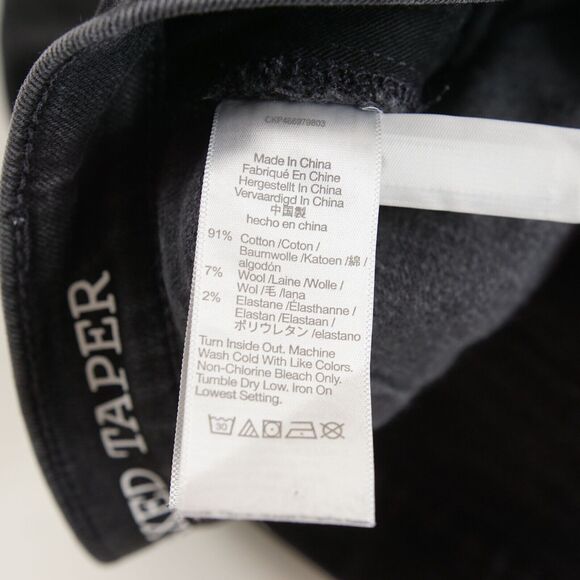 CKP466979803
Made In China
Fabriqué En Chine
Hergestellt In China
Vervaardigd In China
中国製
hecho en china
91% Cotton /Coton /
Baumwolle /Katoen /綿 /
algodón
7% Wool /Laine /Wolle /
Wol /毛 /lana
2% Elastane /Élasthanne /
Elastan /Elastaan /
ポリウレタン /elastano
Turn Inside Out. Machine
Wash Cold With Like Colors.
Non-Chlorine Bleach Only.
Tumble Dry Low. Iron On
Lowest Setting.
30
TAPER